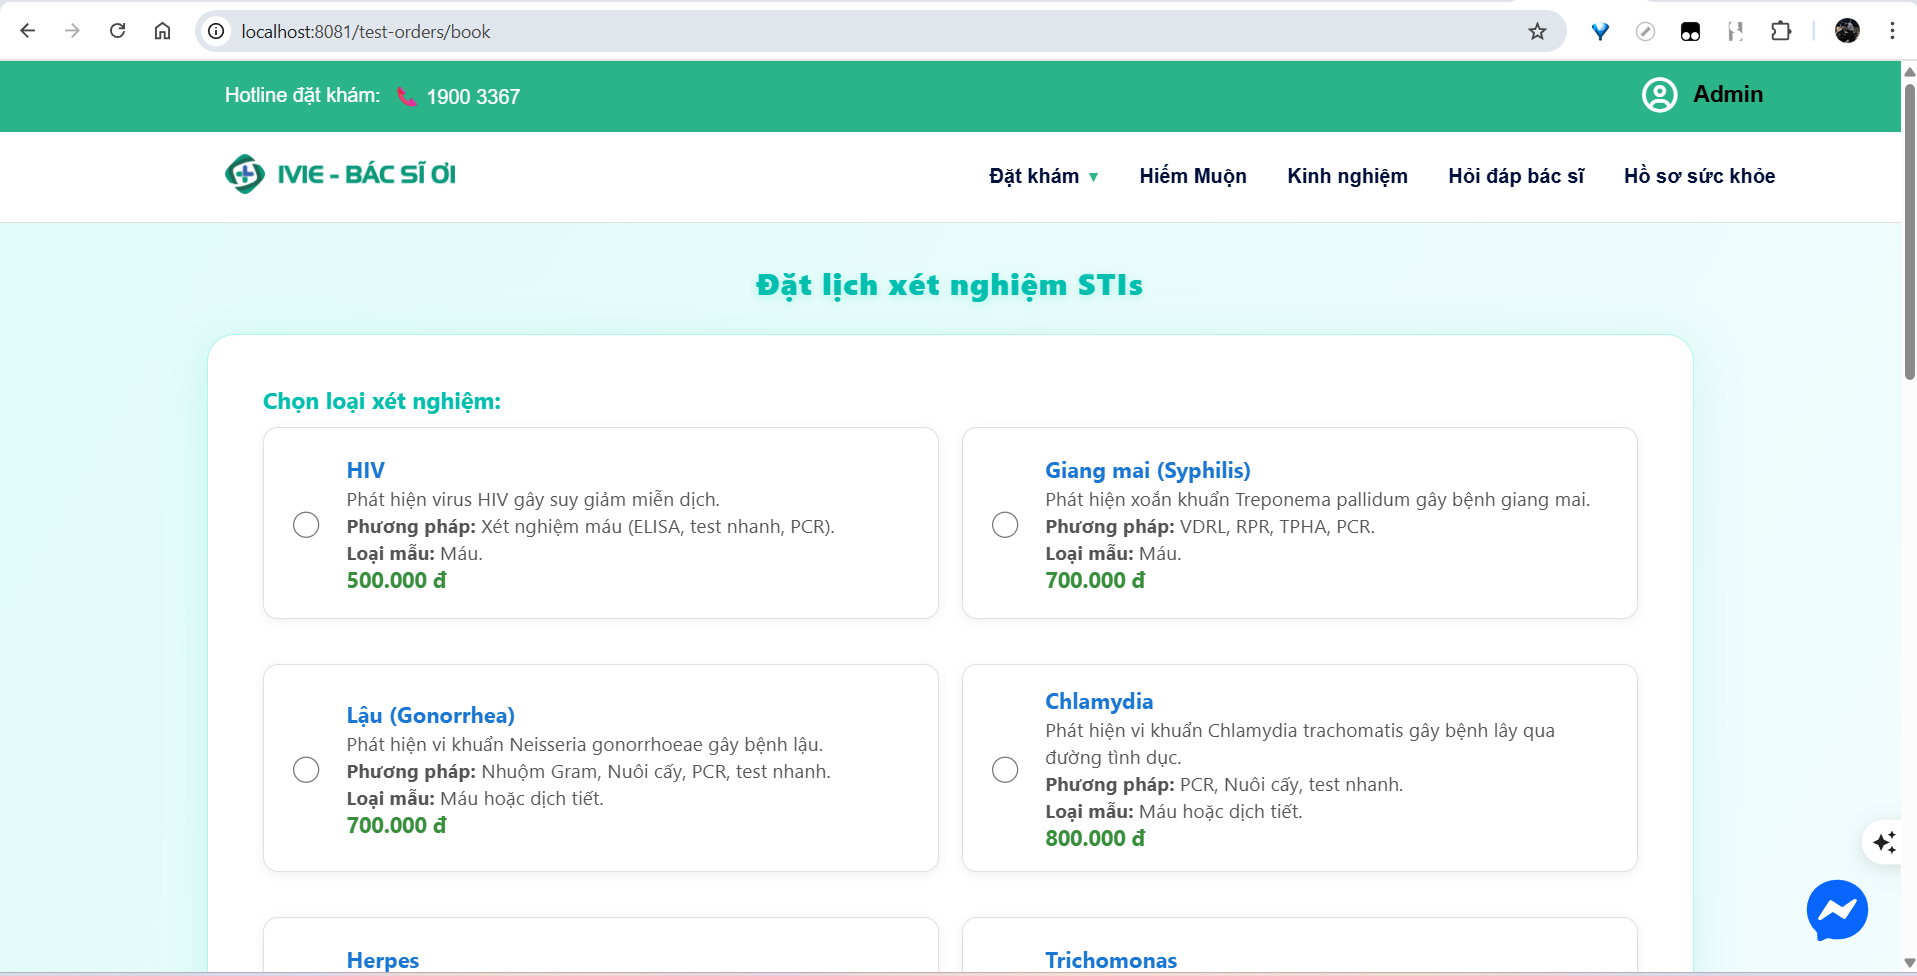 localhost:8081/test-orders/book
Hotline đặt khám: 1900 3367
Admin
IVIE - BÁC SĨ ƠI
Đặt khám ▼ Hiếm Muộn Kinh nghiệm Hỏi đáp bác sĩ Hồ sơ sức khỏe
Đặt lịch xét nghiệm STIs
Chọn loại xét nghiệm:
HIV
Phát hiện virus HIV gây suy giảm miễn dịch.
Phương pháp: Xét nghiệm máu (ELISA, test nhanh, PCR).
Loại mẫu: Máu.
500.000 đ
Giang mai (Syphilis)
Phát hiện xoắn khuẩn Treponema pallidum gây bệnh giang mai.
Phương pháp: VDRL, RPR, TPHA, PCR.
Loại mẫu: Máu.
700.000 đ
Lậu (Gonorrhea)
Phát hiện vi khuẩn Neisseria gonorrhoeae gây bệnh lậu.
Phương pháp: Nhuộm Gram, Nuôi cấy, PCR, test nhanh.
Loại mẫu: Máu hoặc dịch tiết.
700.000 đ
Chlamydia
Phát hiện vi khuẩn Chlamydia trachomatis gây bệnh lây qua
đường tình dục.
Phương pháp: PCR, Nuôi cấy, test nhanh.
Loại mẫu: Máu hoặc dịch tiết.
800.000 đ
Herpes
Trichomonas